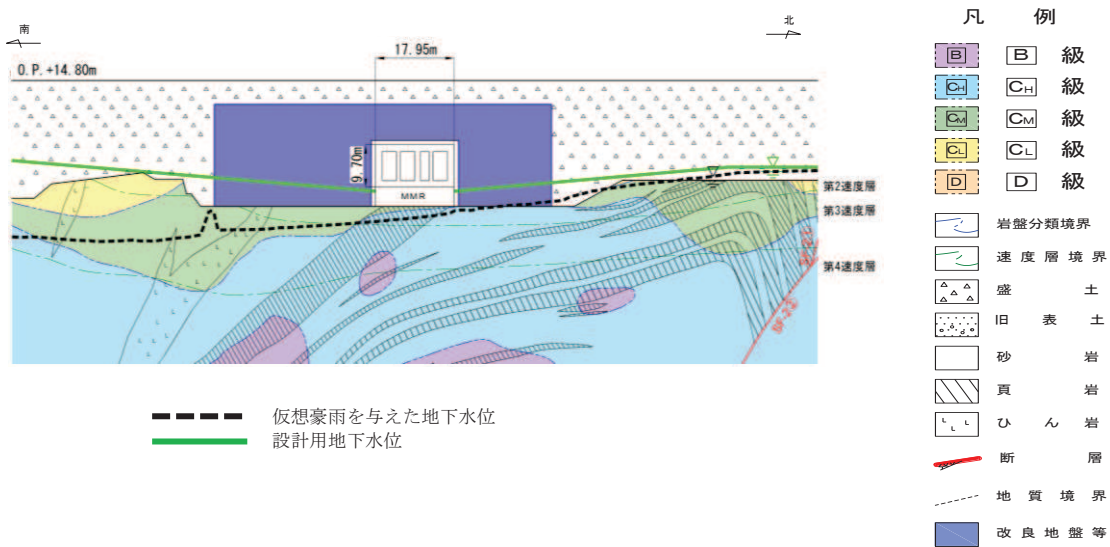 南
北
O.P.+14.80m
17.95m
9.70m
MMR
第2速度層
第3速度層
第4速度層
仮想豪雨を与えた地下水位
設計用地下水位
凡 例
B B 級
CH CH 級
CM CM 級
CL CL 級
D D 級
岩盤分類境界
速度層境界
盛土
旧表土
砂岩
頁岩
ひん岩
断層
地質境界
改良地盤等